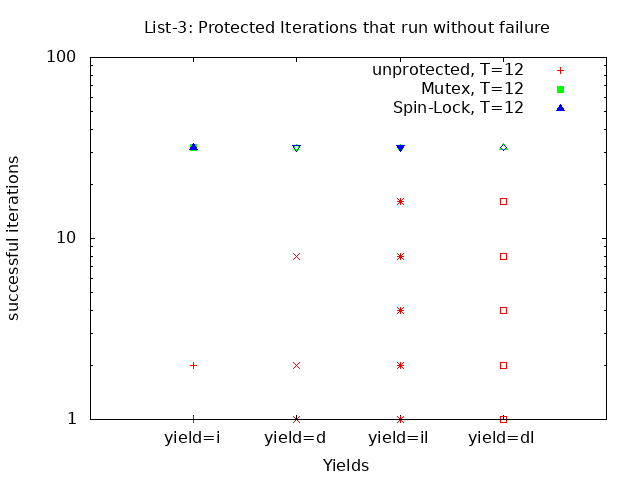 List-3: Protected Iterations that run without failure
100
10
1
successful iterations
unprotected, T=12
Mutex, T=12
Spin-Lock, T=12
yield=i yield=d yield=il yield=dl
Yields